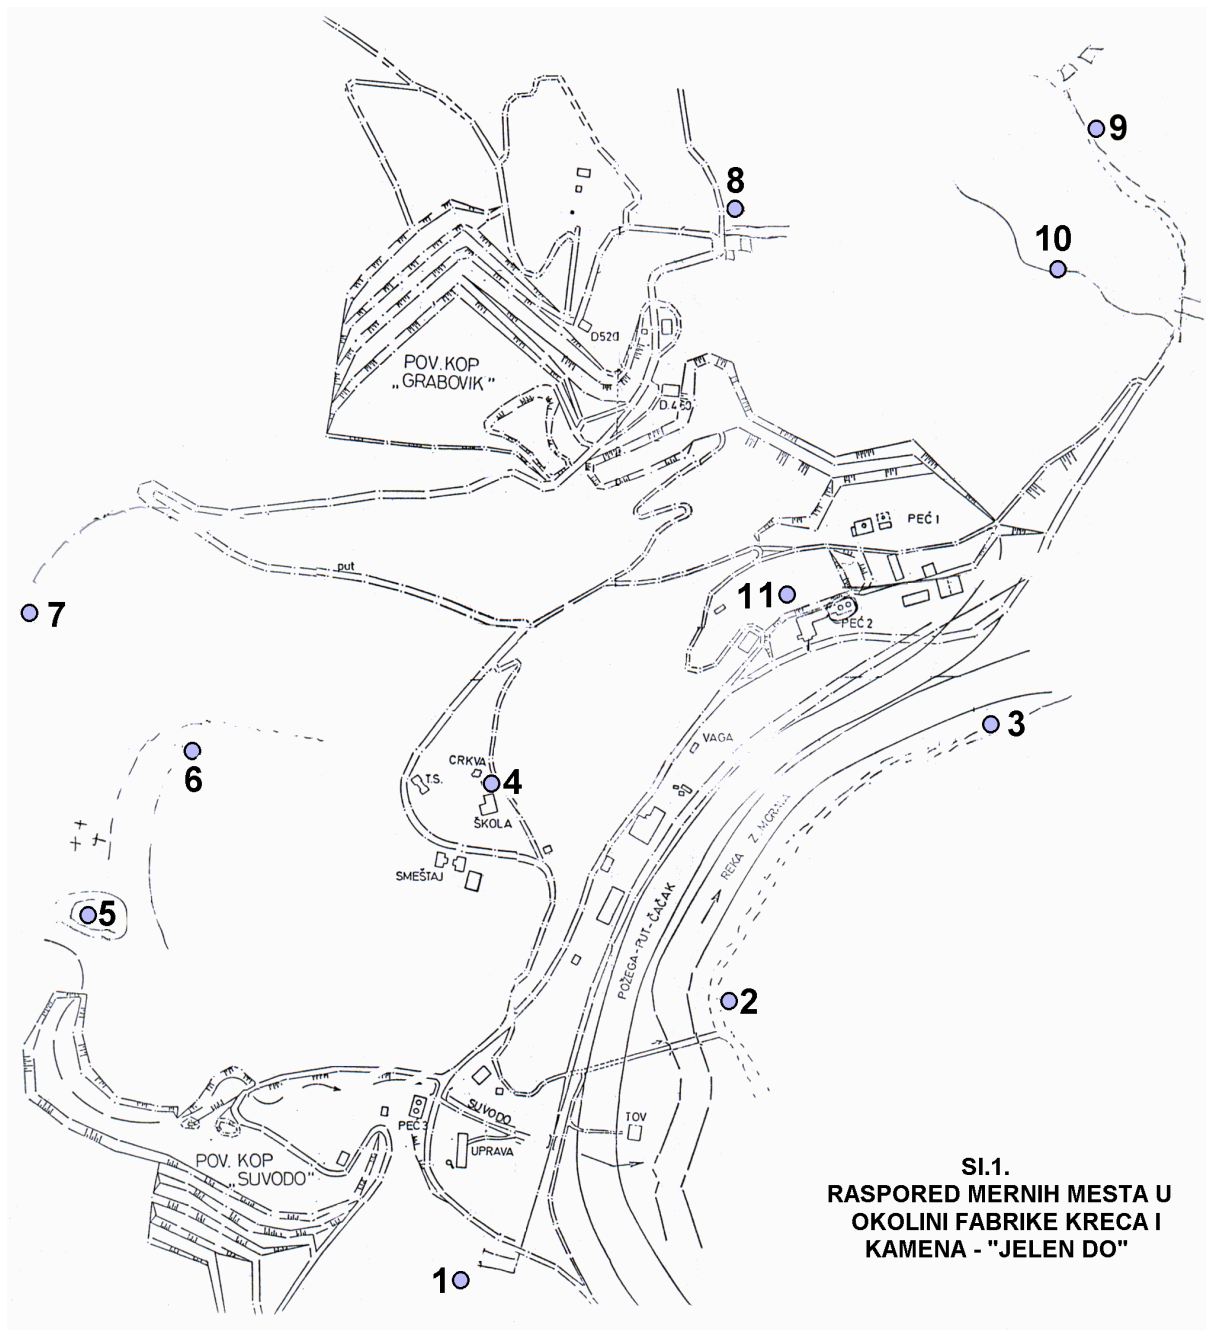 9
8
10
D520
POV. KOP
„GRABOVIK"
D.460
PEĆ 1
put
11
PEĆ 2
7
3
VAGA
CRKVA
6
T.S.
4
ŠKOLA
REKA Z. MORAVA
SMEŠTAJ
POŽEGA-PUT-ČAČAK
5
2
SUVODO
TOV
PEĆ 3
UPRAVA
POV. KOP
„SUVODO"
1
Sl.1.
RASPORED MERNIH MESTA U
OKOLINI FABRIKE KRECA I
KAMENA - "JELEN DO"